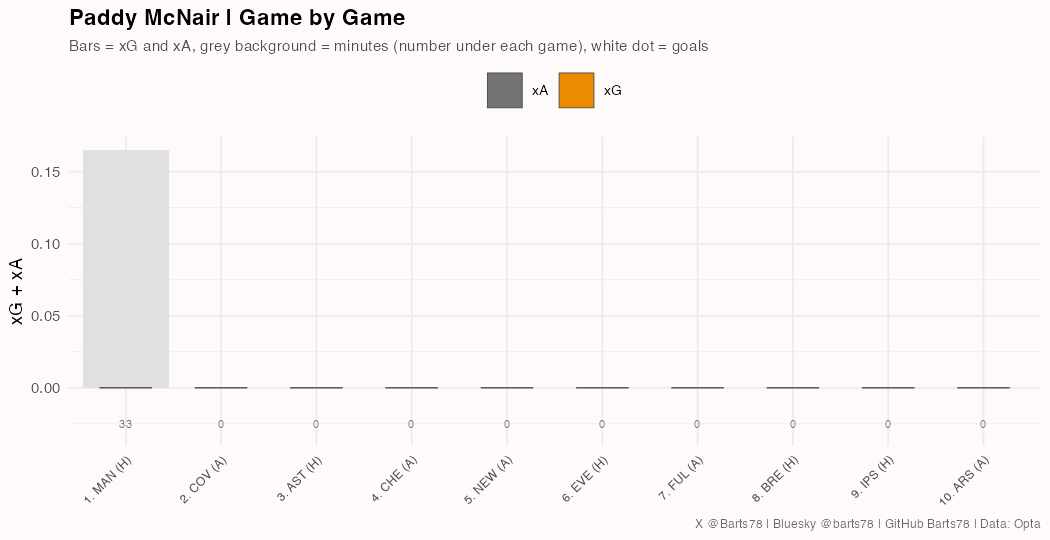 Paddy McNair | Game by Game
Bars = xG and xA, grey background = minutes (number under each game), white dot = goals
xA
xG
xG + xA
0.15
0.10
0.05
0.00
33
0
0
0
0
0
0
0
0
0
1. MAN (H)
2. COV (A)
3. AST (H)
4. CHE (A)
5. NEW (A)
6. EVE (H)
7. FUL (A)
8. BRE (H)
9. IPS (H)
10. ARS (A)
X @Barts78 | Bluesky @barts78 | GitHub Barts78 | Data: Opta